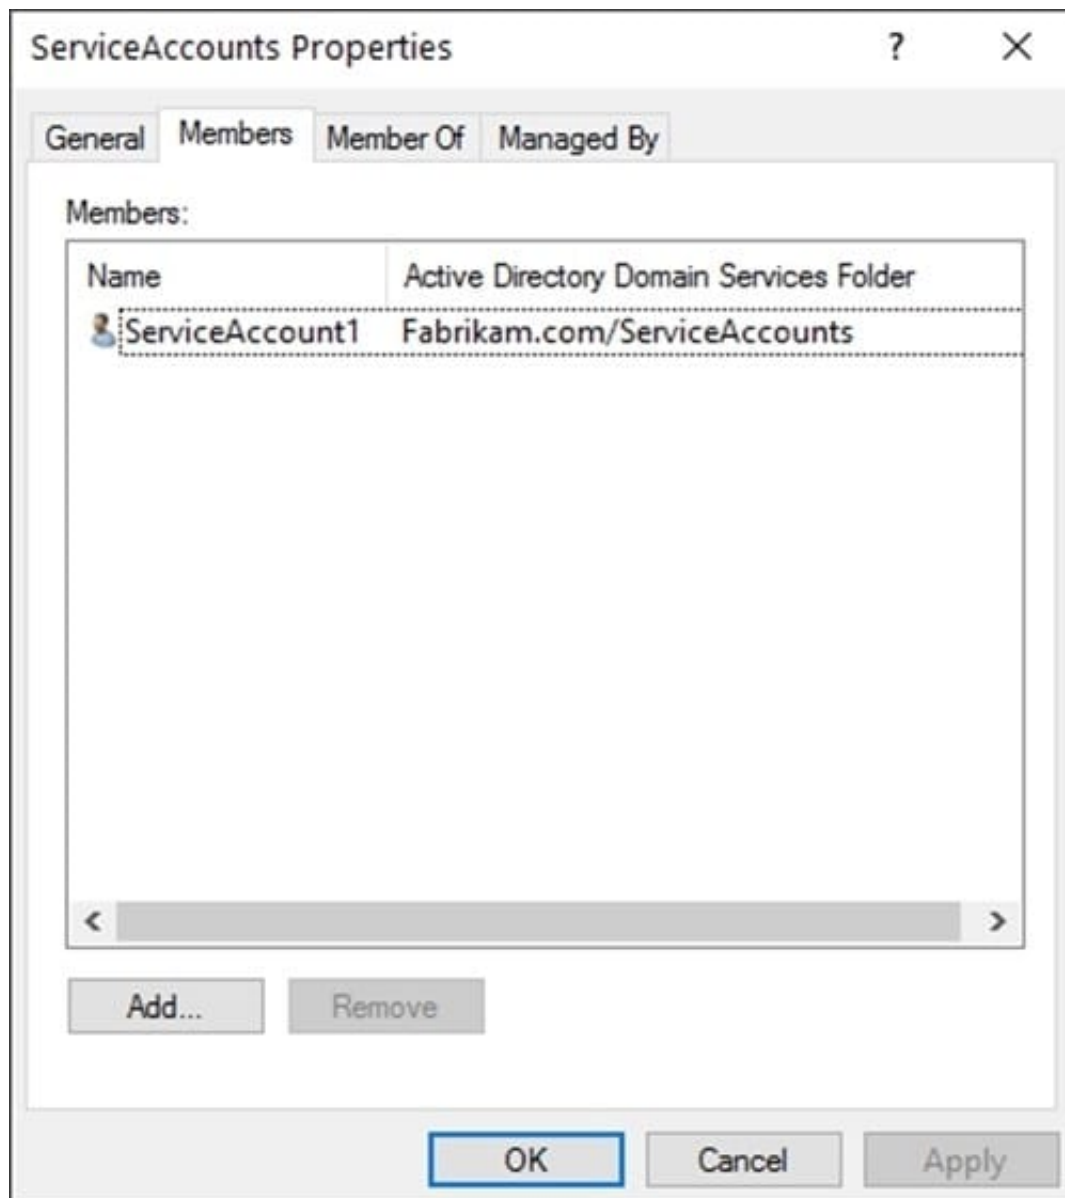 ServiceAccounts Properties ? ×
General Members Member Of Managed By
Members:
Name Active Directory Domain Services Folder
ServiceAccount1 Fabrikam.com/ServiceAccounts
Add... Remove
OK Cancel Apply